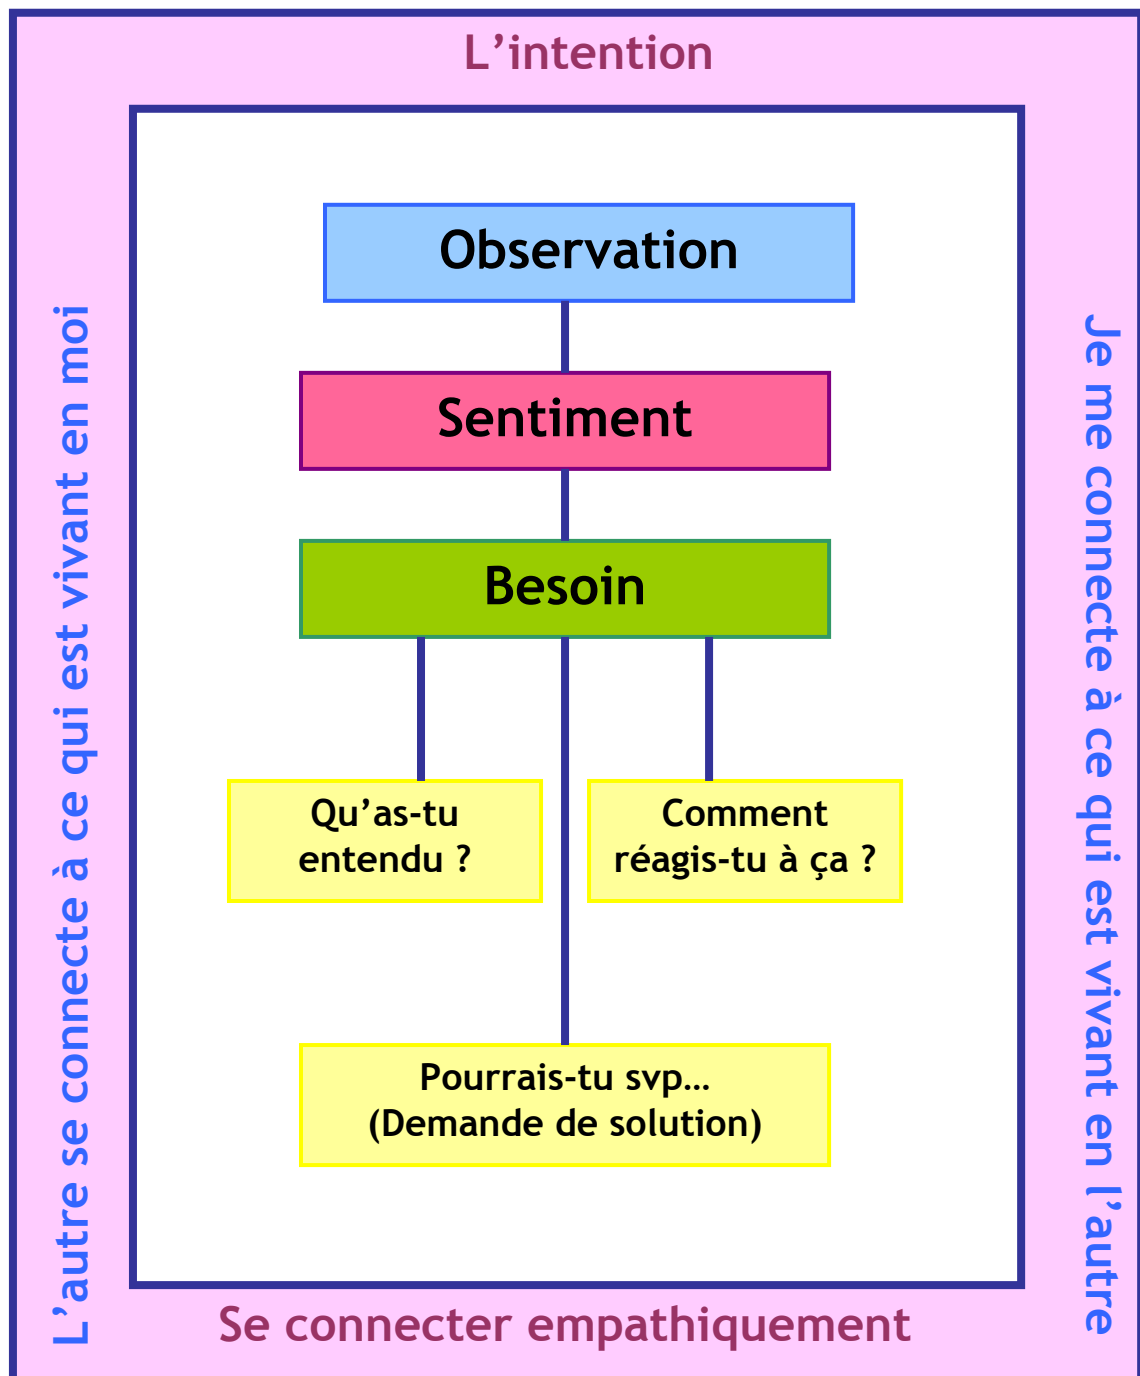 L’intention
Observation
Sentiment
Besoin
Qu’as-tu
entendu ?
Comment
réagis-tu à ça ?
Pourrais-tu svp…
(Demande de solution)
L’autre se connecte à ce qui est vivant en moi
Je me connecte à ce qui est vivant en l’autre
Se connecter empathiquement